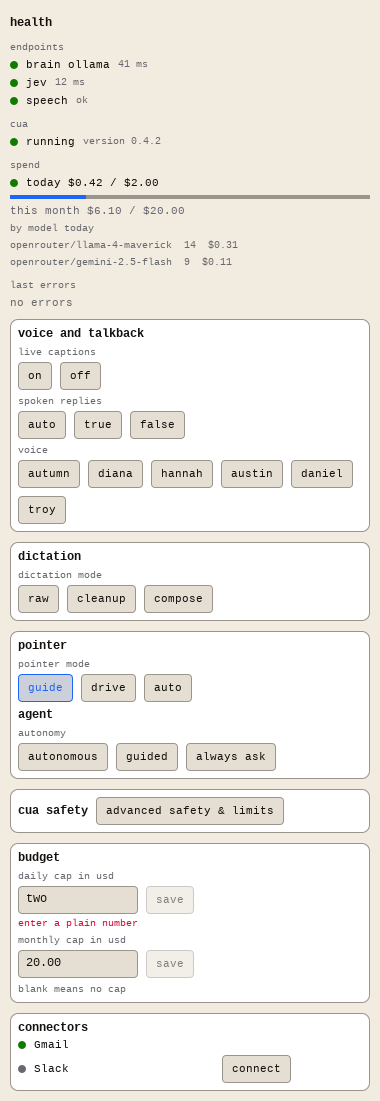 health
endpoints
brain ollama 41 ms
jev 12 ms
speech ok
cua
running version 0.4.2
spend
today $0.42 / $2.00
this month $6.10 / $20.00
by model today
openrouter/llama-4-maverick 14 $0.31
openrouter/gemini-2.5-flash 9 $0.11
last errors
no errors
voice and talkback
live captions
on off
spoken replies
auto true false
voice
autumn diana hannah austin daniel
troy
dictation
dictation mode
raw cleanup compose
pointer
pointer mode
guide drive auto
agent
autonomy
autonomous guided always ask
cua safety advanced safety & limits
budget
daily cap in usd
two save
enter a plain number
monthly cap in usd
20.00 save
blank means no cap
connectors
Gmail
Slack connect